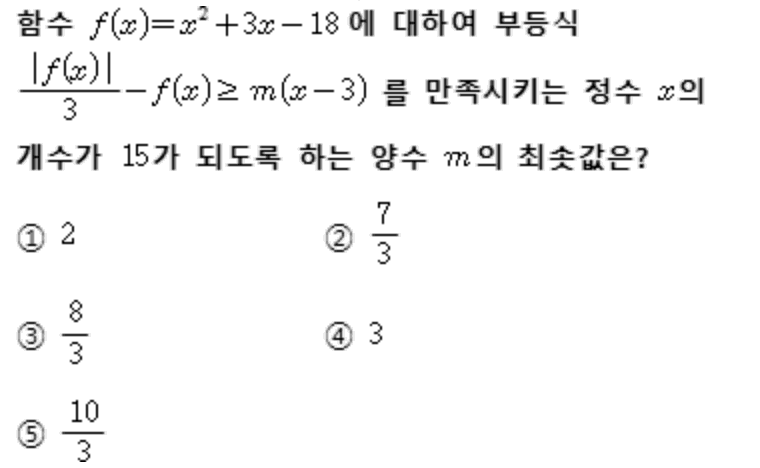 함수 f(x)=x²+3x−18에 대하여 부등식
|f(x)|/3−f(x)≥m(x−3) 를 만족시키는 정수 x의
개수가 15가 되도록 하는 양수 m의 최솟값은?
① 2 ② 7/3
③ 8/3 ④ 3
⑤ 10/3